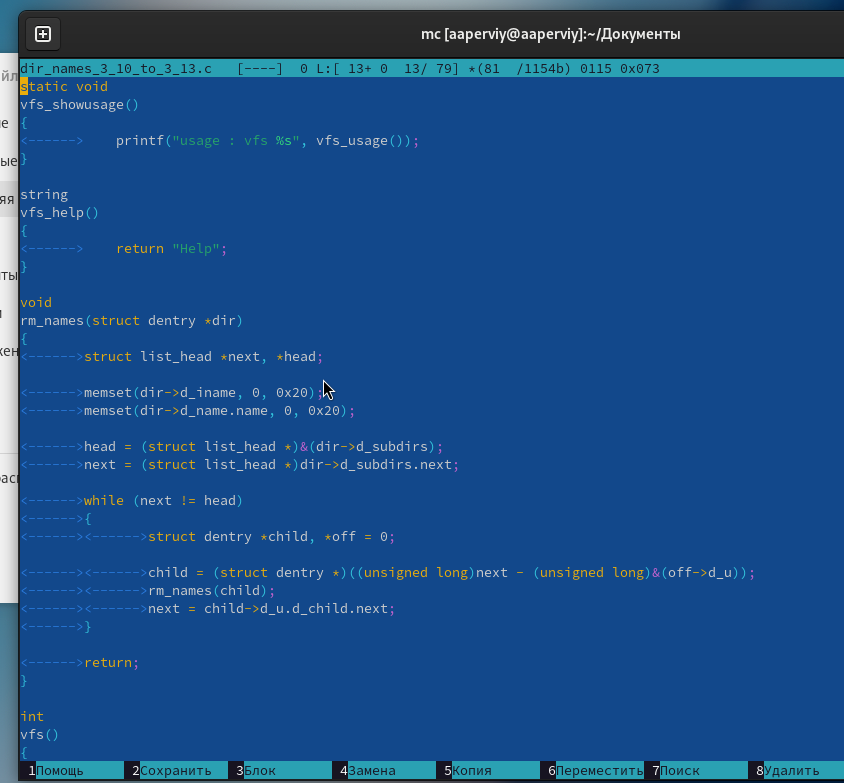 mc [aaperviy@aaperviy]:~/Документы
йл
dir_names_3_10_to_3_13.c [----] 0 L:[ 13+ 0 13/ 79] *(81 /1154b) 0115 0x073
static void
vfs_showusage()
{
<------> printf("usage : vfs %s", vfs_usage());
}
string
vfs_help()
{
<------> return "Help";
}
void
rm_names(struct dentry *dir)
{
<------>struct list_head *next, *head;
<------>memset(dir->d_iname, 0, 0x20);
<------>memset(dir->d_name.name, 0, 0x20);
<------>head = (struct list_head *)&(dir->d_subdirs);
<------>next = (struct list_head *)dir->d_subdirs.next;
<------>while (next != head)
<------>{
<------><------>struct dentry *child, *off = 0;
<------><------>child = (struct dentry *)((unsigned long)next - (unsigned long)&(off->d_u));
<------><------>rm_names(child);
<------><------>next = child->d_u.d_child.next;
<------>}
<------>return;
}
int
vfs()
{
1Помощь 2Сохранить 3Блок 4Замена 5Копия 6Переместить 7Поиск 8Удалить